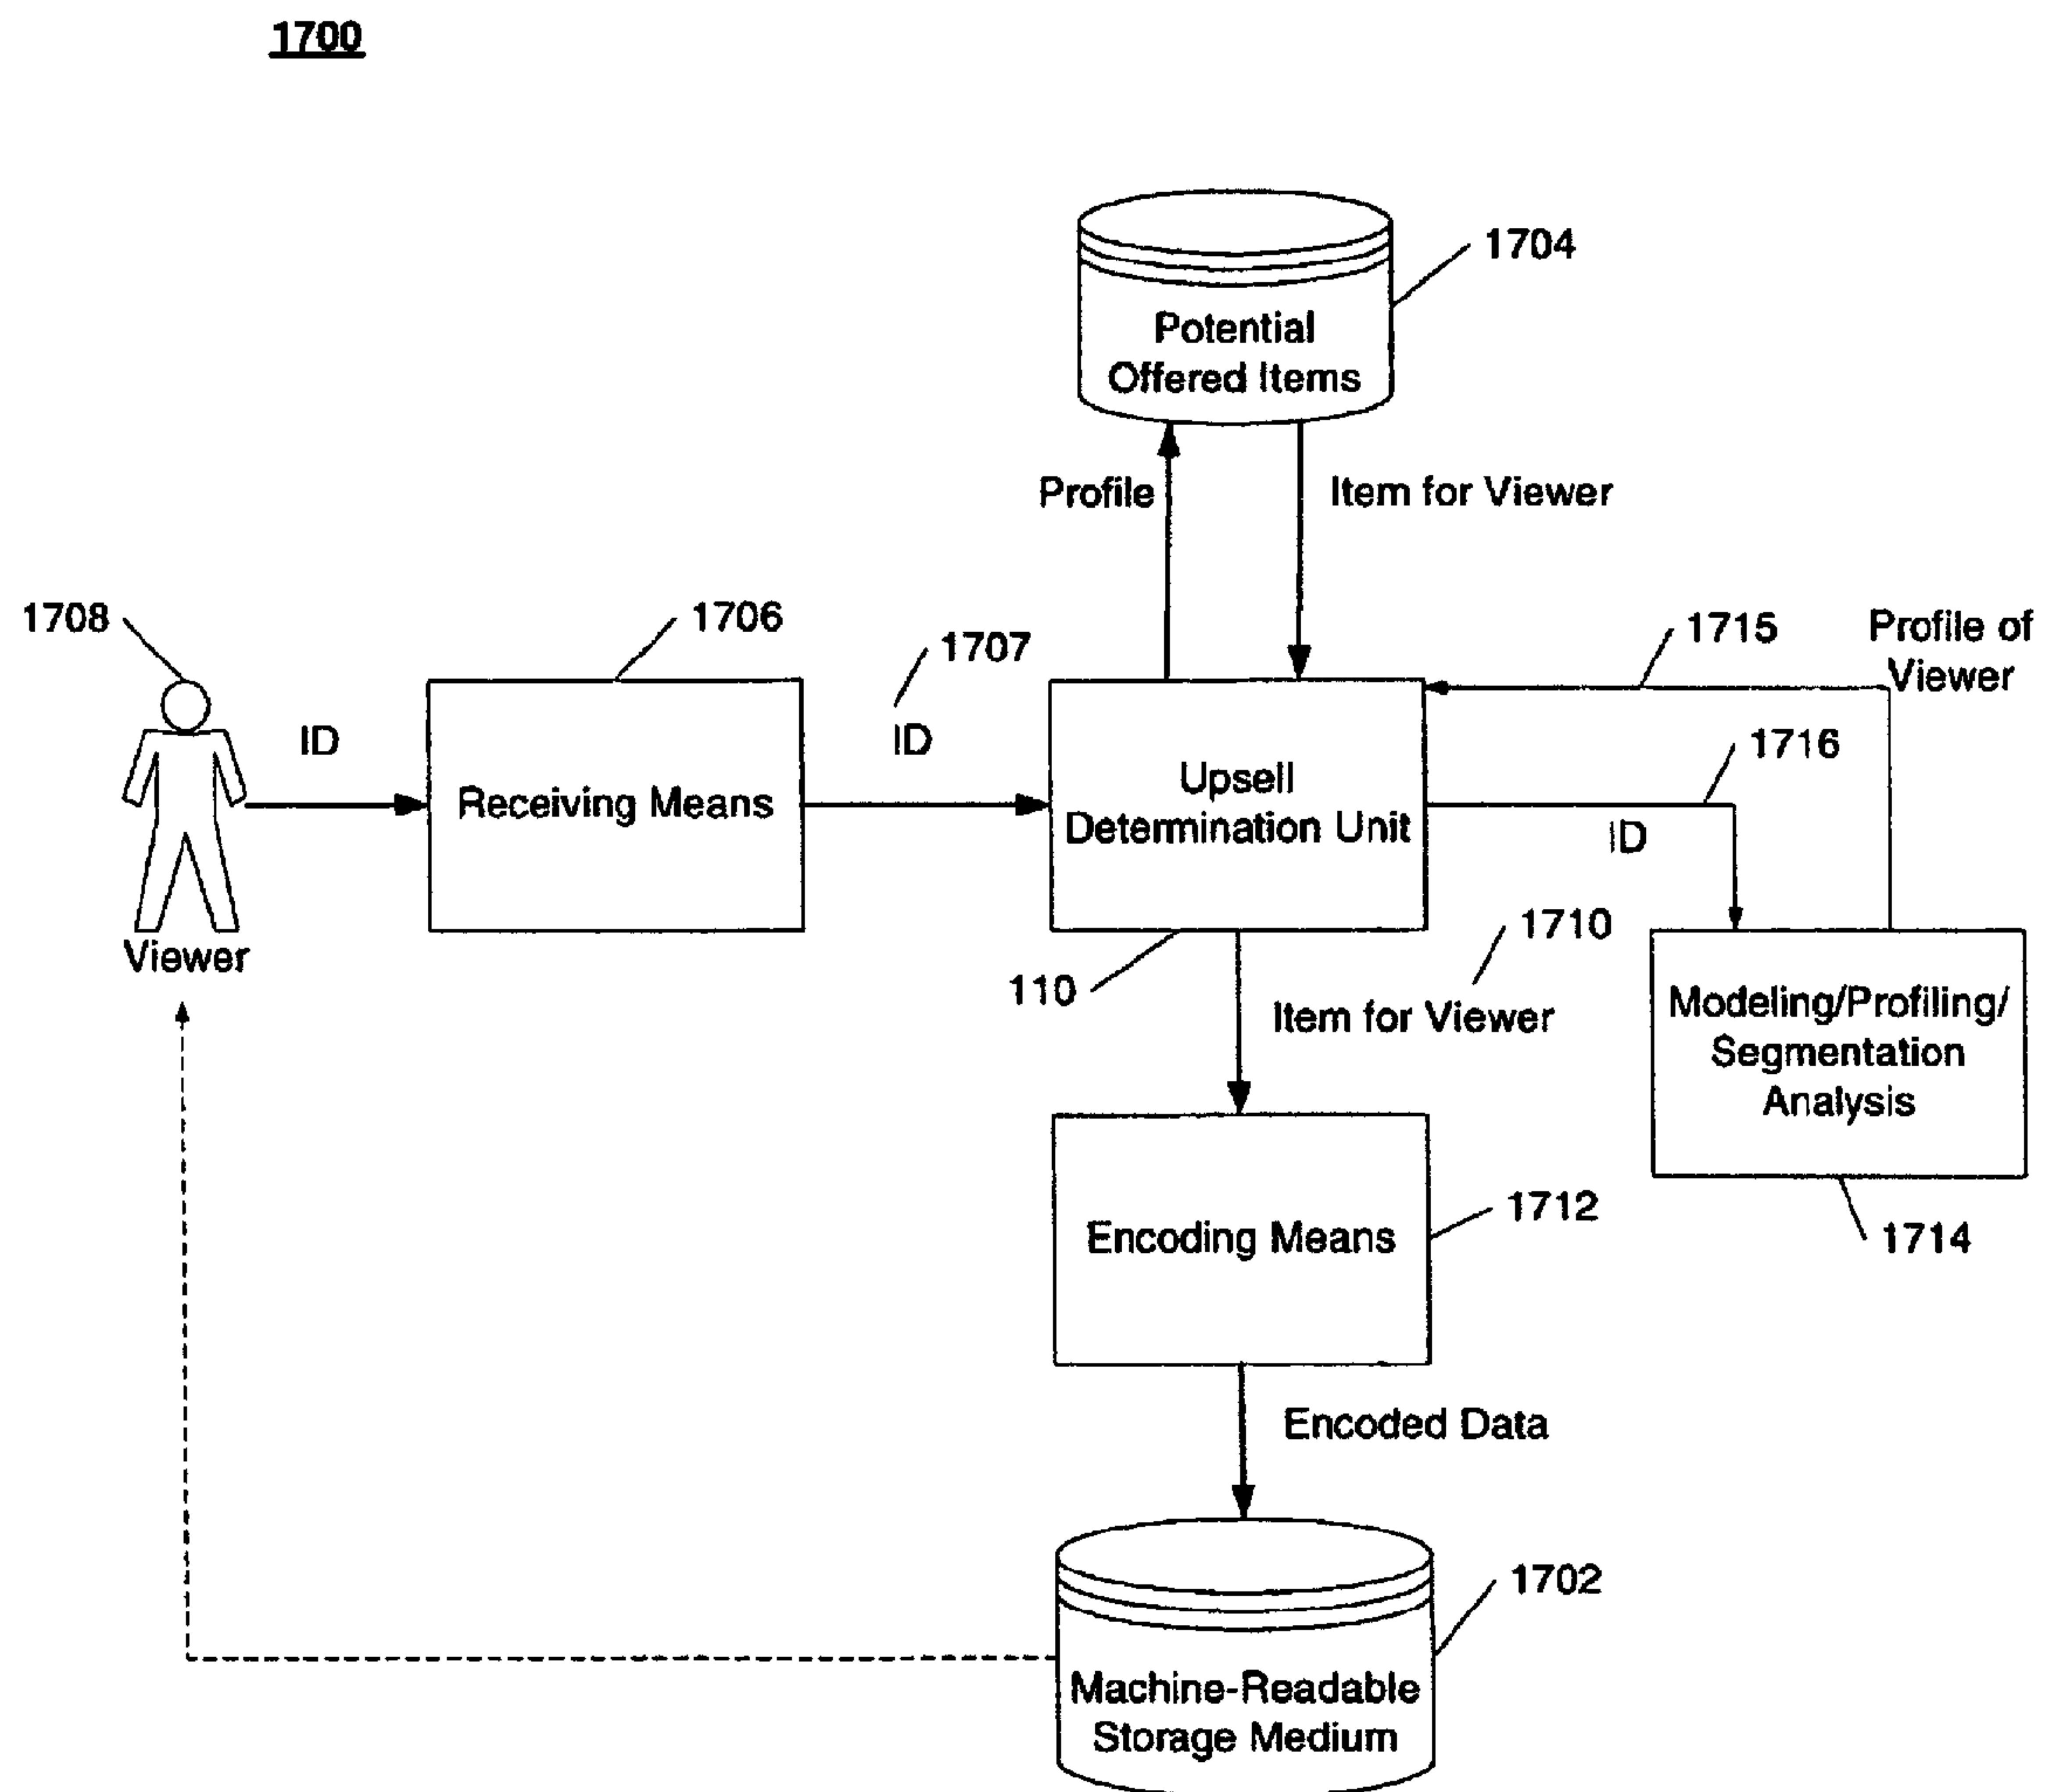 1700
1704
Potential
Offered Items
Profile
Item for Viewer
1708
1706
1707
1715
Profile of
Viewer
ID
ID
1716
Receiving Means
Upsell
Determination Unit
ID
Viewer
110
1710
Item for Viewer
Modeling/Profiling/
Segmentation
Analysis
1712
Encoding Means
1714
Encoded Data
1702
Machine-Readable
Storage Medium